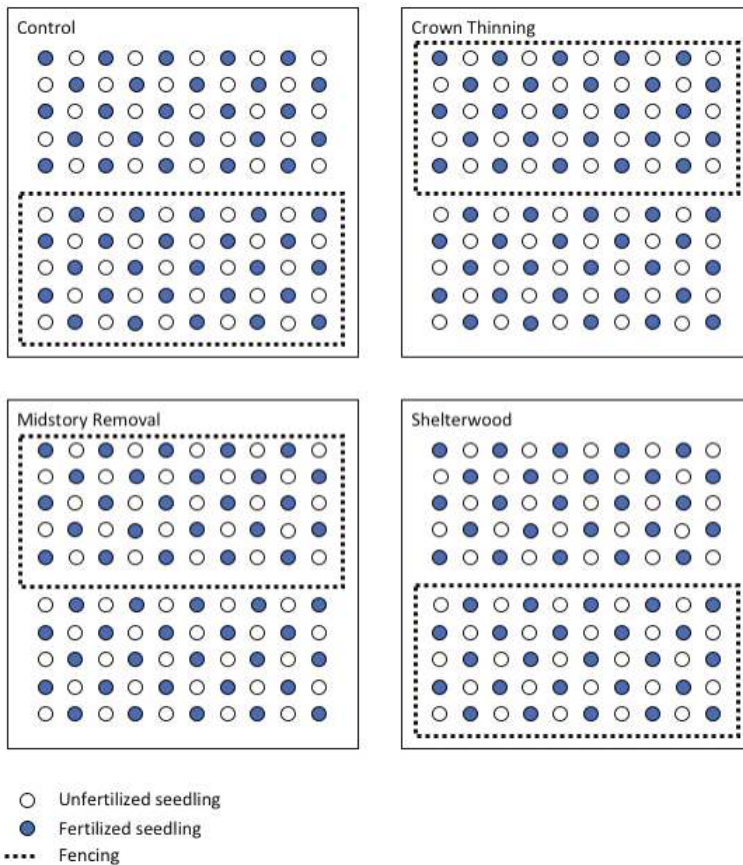 Control
Crown Thinning
Midstory Removal
Shelterwood
Unfertilized seedling
Fertilized seedling
Fencing